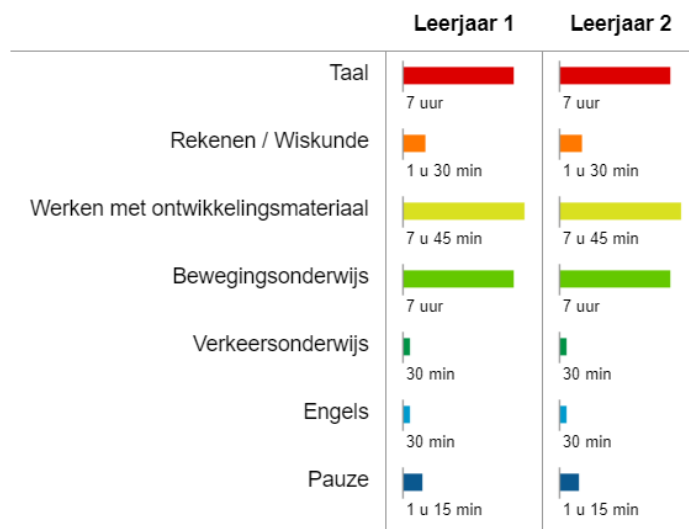 Leerjaar 1 Leerjaar 2
Taal
7 uur 7 uur
Rekenen / Wiskunde
1 u 30 min 1 u 30 min
Werken met ontwikkelingsmateriaal
7 u 45 min 7 u 45 min
Bewegingsonderwijs
7 uur 7 uur
Verkeersonderwijs
30 min 30 min
Engels
30 min 30 min
Pauze
1 u 15 min 1 u 15 min